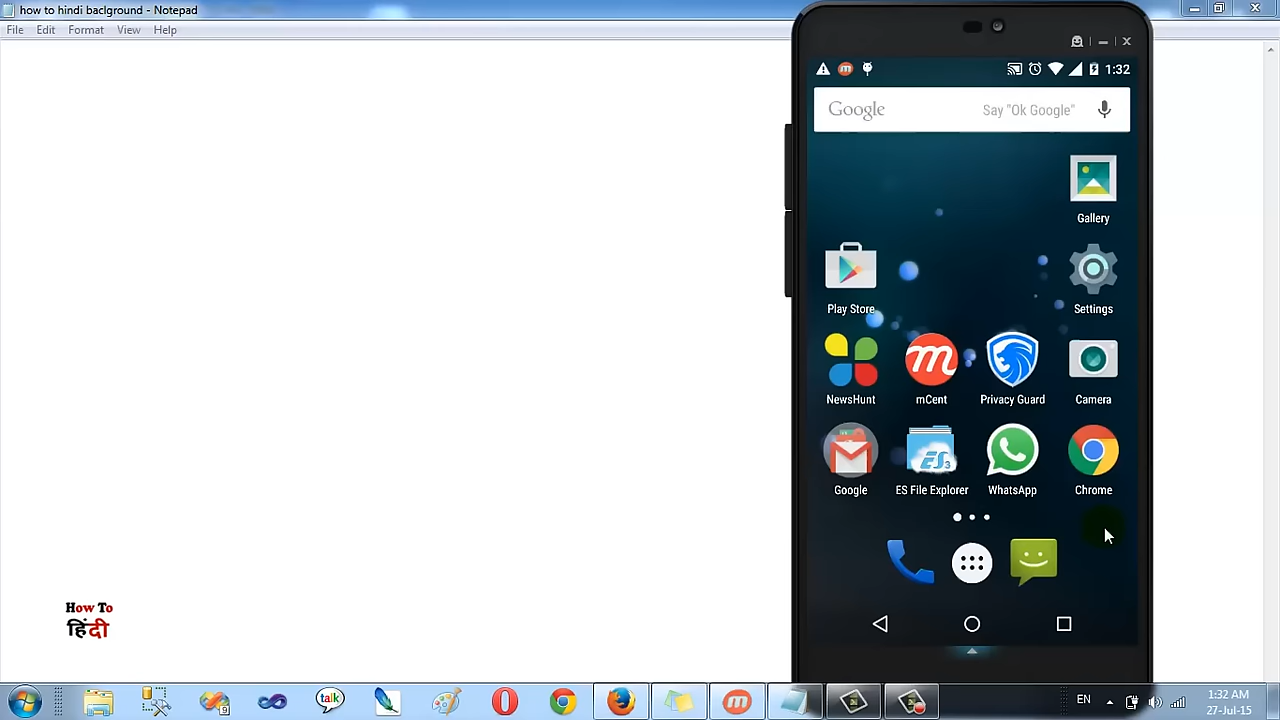 how to hindi baclground - Notepad
File Edit Format View Help
1:32
Google Say "Ok Google"
Gallery
Play Store Settings
NewsHunt mCent Privacy Guard Camera
Google ES File Explorer WhatsApp Chrome
How To
हिंदी
talk EN 1:32 AM
27-Jul-15